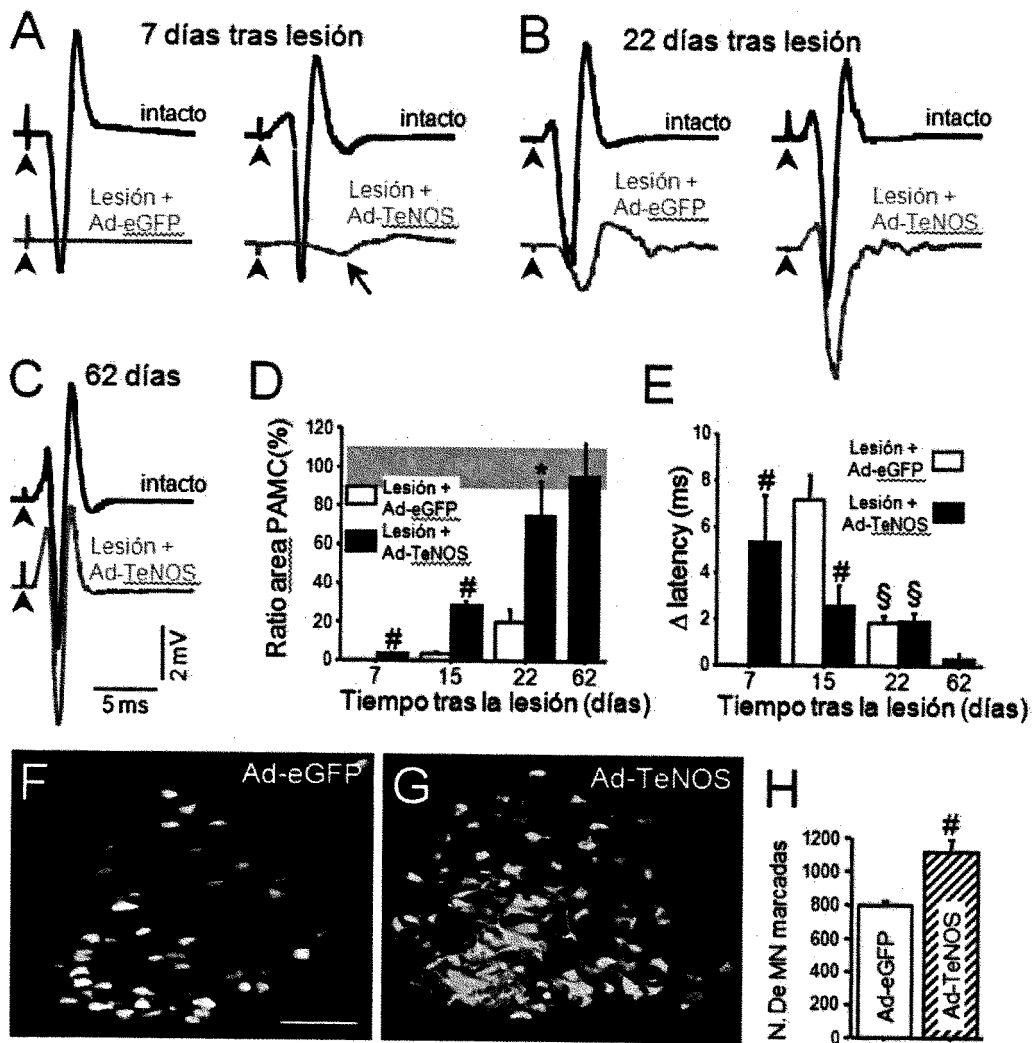 A
7 días tras lesión
intacto
Lesión +
Ad-eGFP
intacto
Lesión +
Ad-TeNOS
B
22 días tras lesión
intacto
Lesión +
Ad-eGFP
intacto
Lesión +
Ad-TeNOS
C
62 días
intacto
Lesión +
Ad-TeNOS
2 mV
5 ms
D
Ratio area PAMC(%)
120
100
80
60
40
20
0
Lesión +
Ad-eGFP
Lesión +
Ad-TeNOS
#
#
*
7 15 22 62
Tiempo tras la lesión (días)
E
Δ latency (ms)
10
8
6
4
2
0
Lesión +
Ad-eGFP
Lesión +
Ad-TeNOS
#
#
§
§
7 15 22 62
Tiempo tras la lesión (días)
F
Ad-eGFP
G
Ad-TeNOS
H
N. De MN marcadas
1200
1000
800
600
400
200
0
#
Ad-eGFP
Ad-TeNOS